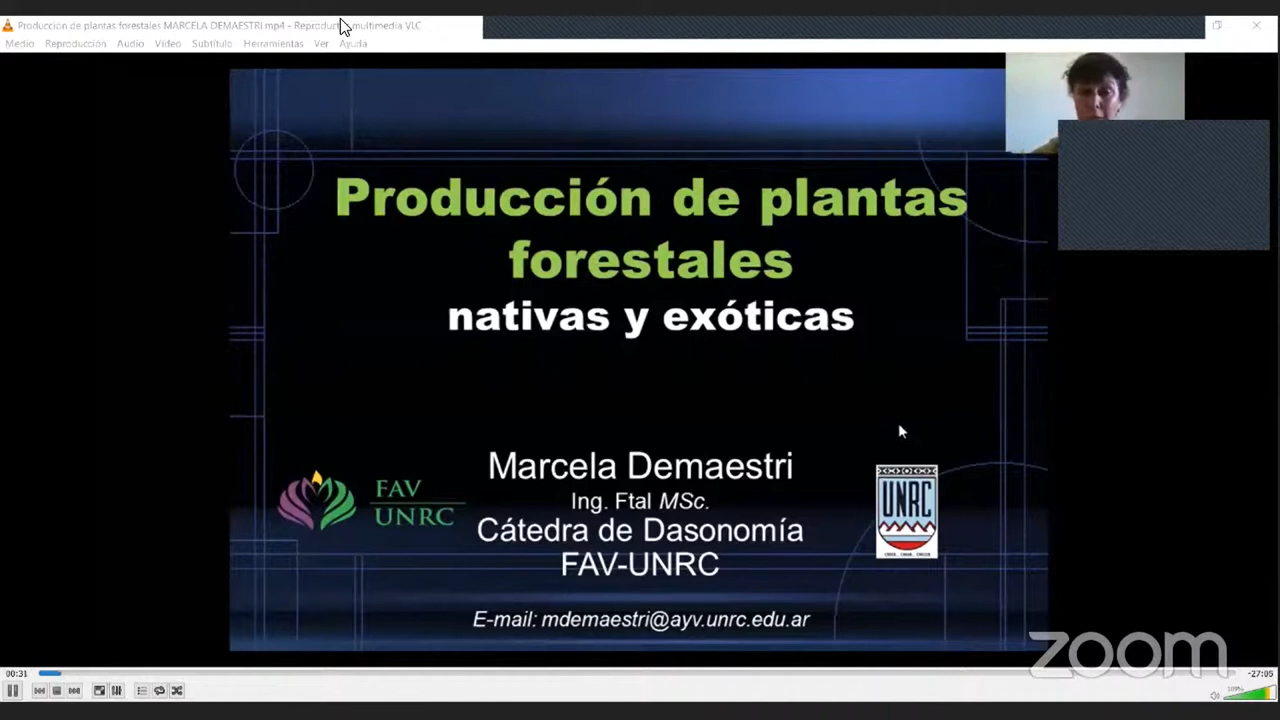 Producción de plantas forestales MARCELA DEMAESTRI.mp4 - Reproductor multimedia VLC
Medio Reproducción Audio Vídeo Subtítulo Herramientas Ver Ayuda
Producción de plantas
forestales
nativas y exóticas
Marcela Demaestri
Ing. Ftal MSc.
Cátedra de Dasonomía
FAV-UNRC
E-mail: mdemaestri@ayv.unrc.edu.ar
FAV
UNRC
UNRC
zoom
00:31
-27:05
109%